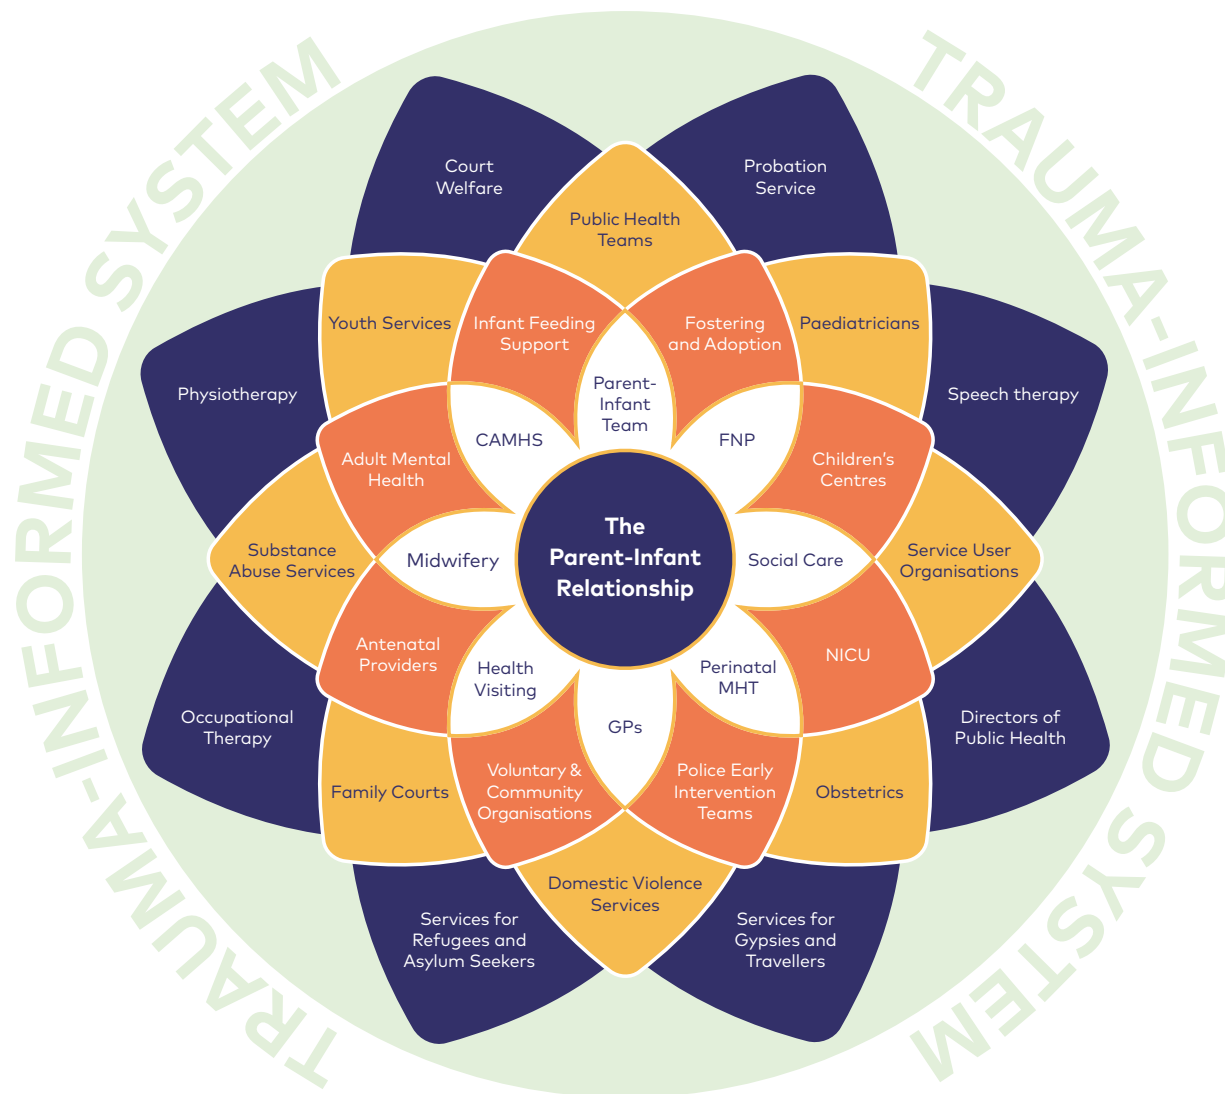 TRAUMA-INFORMED SYSTEM
TRAUMA-INFORMED SYSTEM
Court
Welfare
Probation
Service
Public Health
Teams
Youth Services
Infant Feeding
Support
Fostering
and Adoption
Paediatricians
Physiotherapy
Speech therapy
Parent-
Infant
Team
CAMHS
FNP
Adult Mental
Health
Children's
Centres
The
Parent-Infant
Relationship
Substance
Abuse Services
Midwifery
Social Care
Service User
Organisations
Antenatal
Providers
Health
Visiting
Perinatal
MHT
NICU
Occupational
Therapy
GPs
Directors of
Public Health
Family Courts
Voluntary &
Community
Organisations
Police Early
Intervention
Teams
Obstetrics
Domestic Violence
Services
Services for
Refugees and
Asylum Seekers
Services for
Gypsies and
Travellers